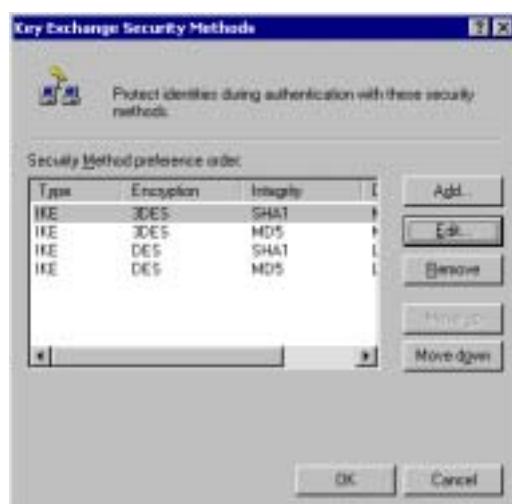 Key Exchange Security Methods
Protect identities during authentication with these security
methods.
Security Method preference order:
Type Encryption Integrity
IKE 3DES SHA1
IKE 3DES MD5
IKE DES SHA1
IKE DES MD5
Add...
Edit...
Remove
Move up
Move down
OK
Cancel